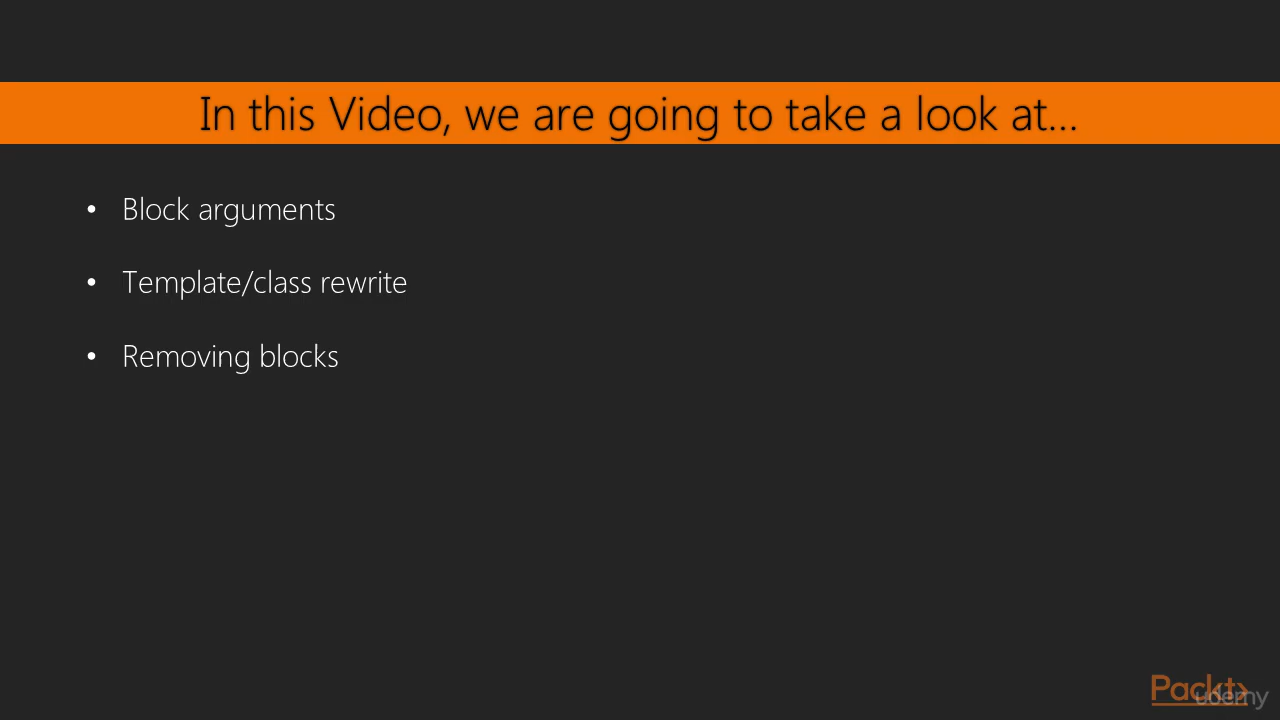 In this Video, we are going to take a look at...
• Block arguments
• Template/class rewrite
• Removing blocks
Packt>
udemy